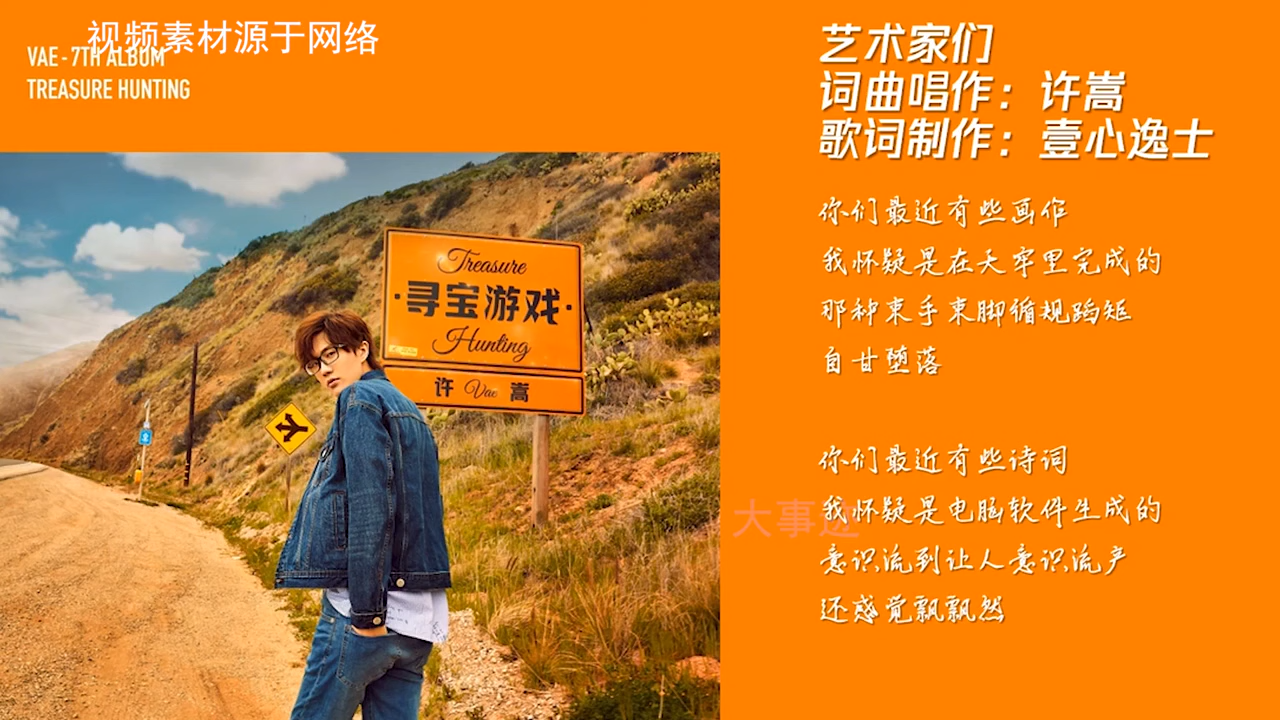 视频素材源于网络
VAE - 7TH ALBUM
TREASURE HUNTING
Treasure
·寻宝游戏·
Hunting
许 Vae 嵩
艺术家们
词曲唱作：许嵩
歌词制作：壹心逸士
你们最近有些画作
我怀疑是在天牢里完成的
那种束手束脚循规蹈矩
自甘堕落
你们最近有些诗词
我怀疑是电脑软件生成的
意识流到让人意识流产
还感觉飘飘然
大事迹